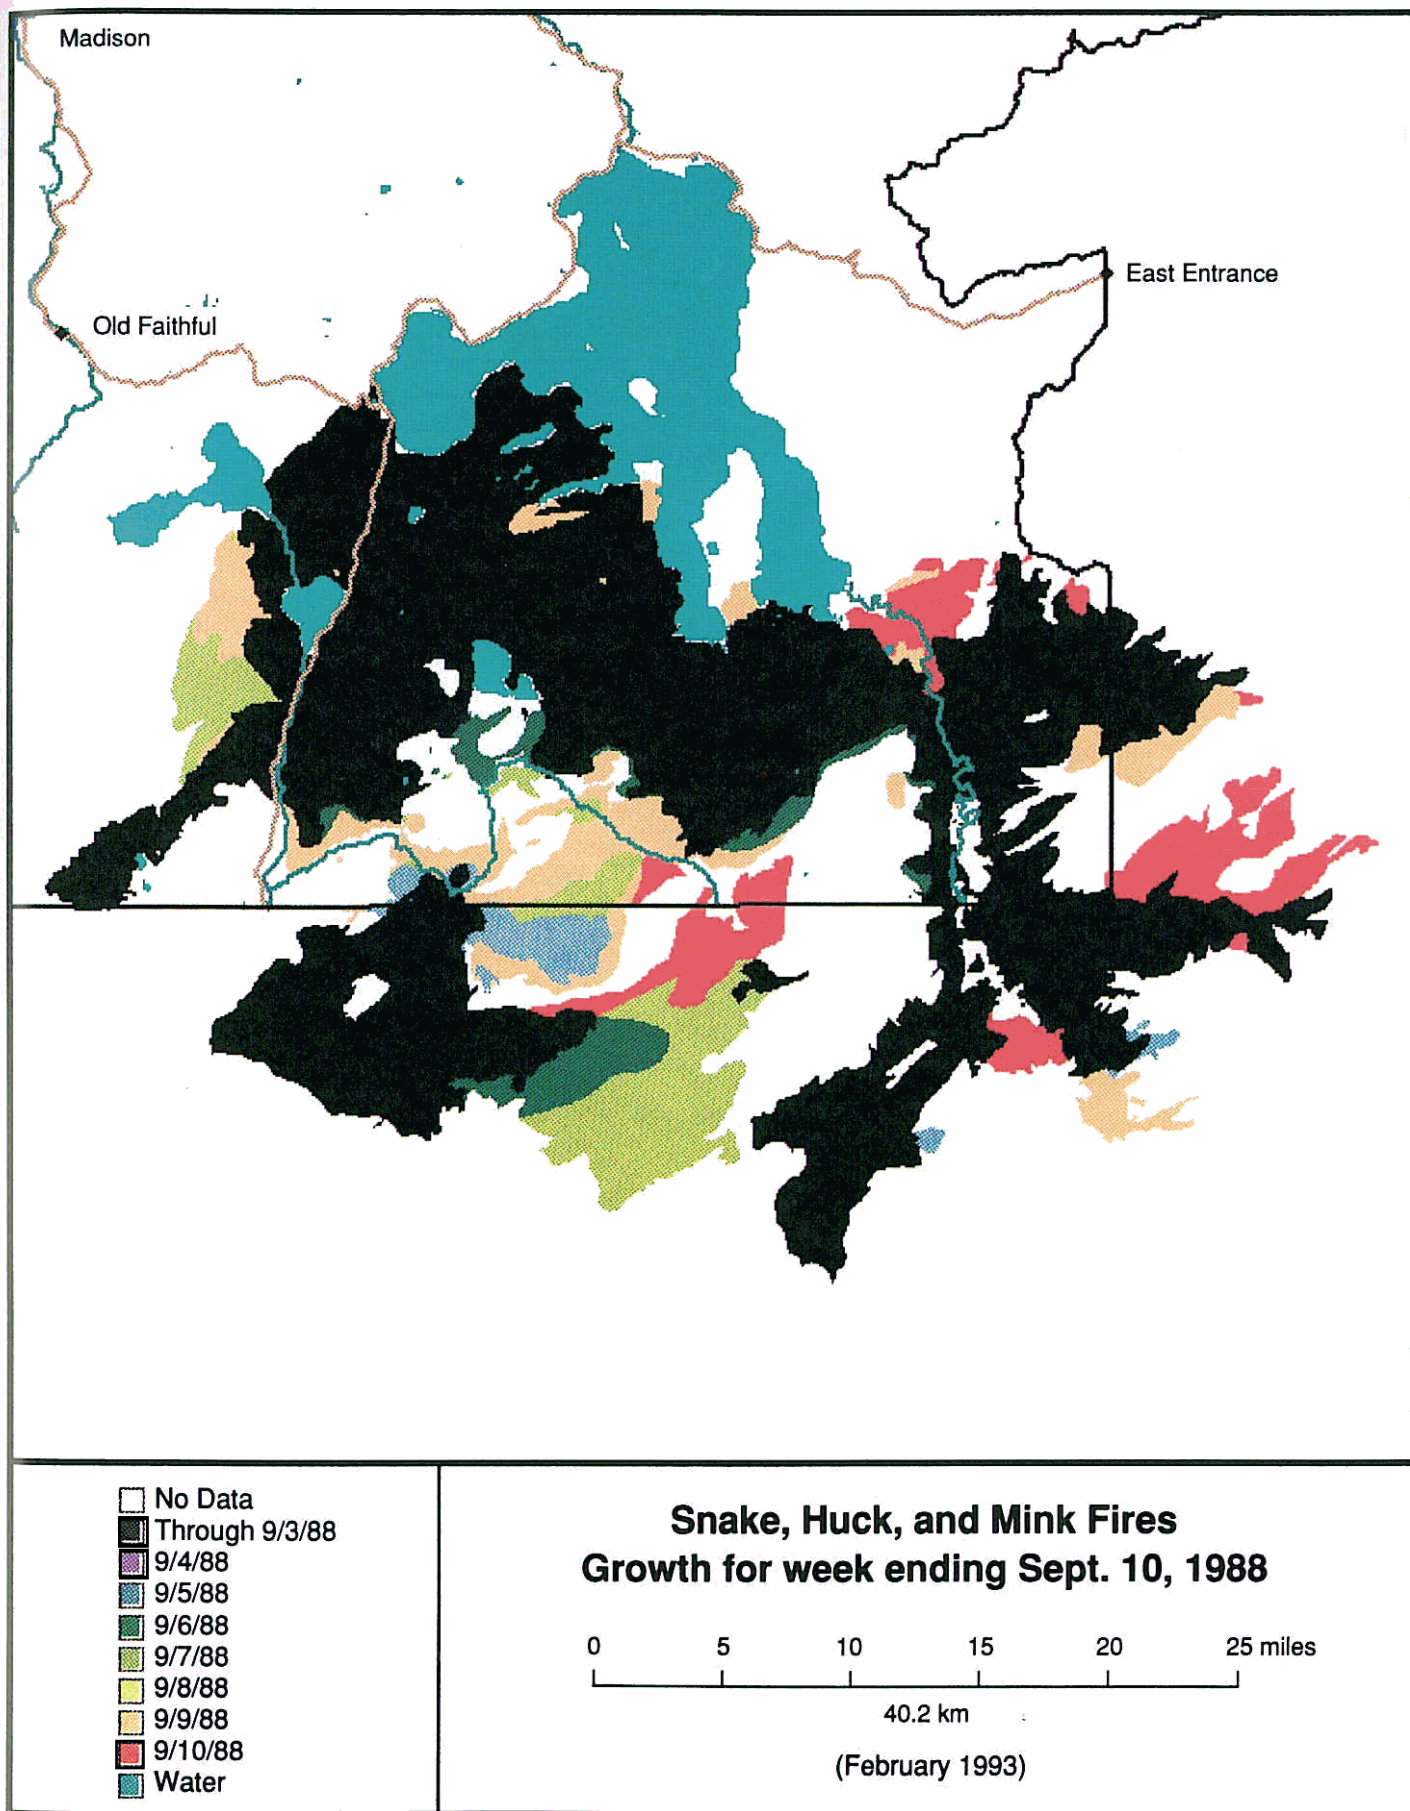 Madison
East Entrance
Old Faithful
No Data
Through 9/3/88
9/4/88
9/5/88
9/6/88
9/7/88
9/8/88
9/9/88
9/10/88
Water
Snake, Huck, and Mink Fires
Growth for week ending Sept. 10, 1988
0 5 10 15 20 25 miles
40.2 km
(February 1993)